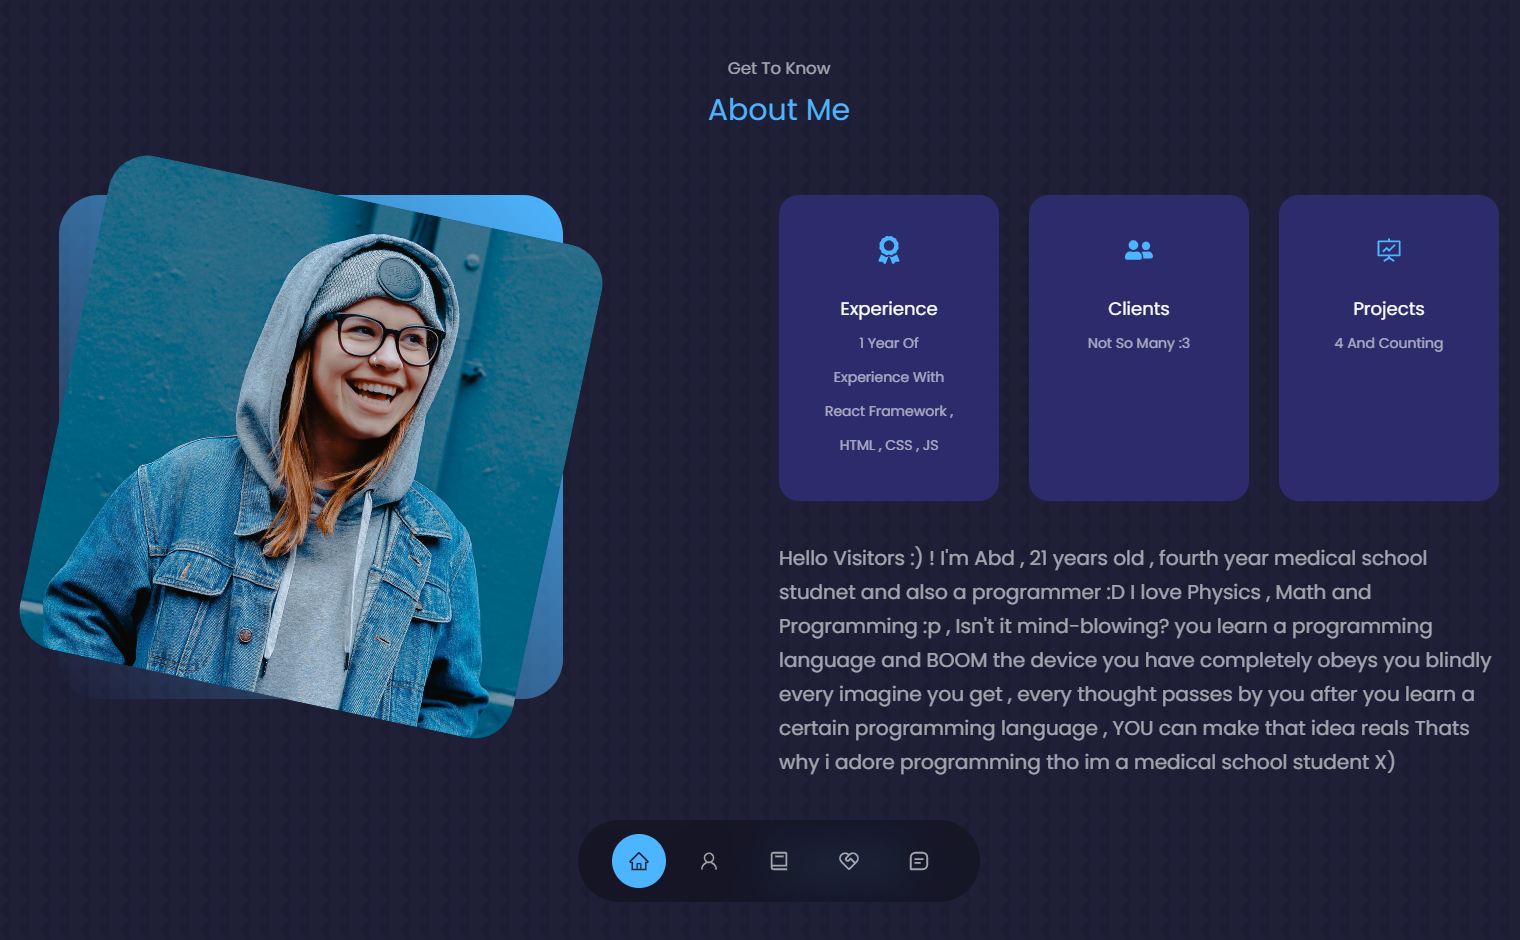 Get To Know
About Me
Experience
1 Year Of
Experience With
React Framework ,
HTML , CSS , JS
Clients
Not So Many :3
Projects
4 And Counting
Hello Visitors :) ! I'm Abd , 21 years old , fourth year medical school
studnet and also a programmer :D I love Physics , Math and
Programming :p , Isn't it mind-blowing? you learn a programming
language and BOOM the device you have completely obeys you blindly
every imagine you get , every thought passes by you after you learn a
certain programming language , YOU can make that idea reals Thats
why i adore programming tho im a medical school student X)